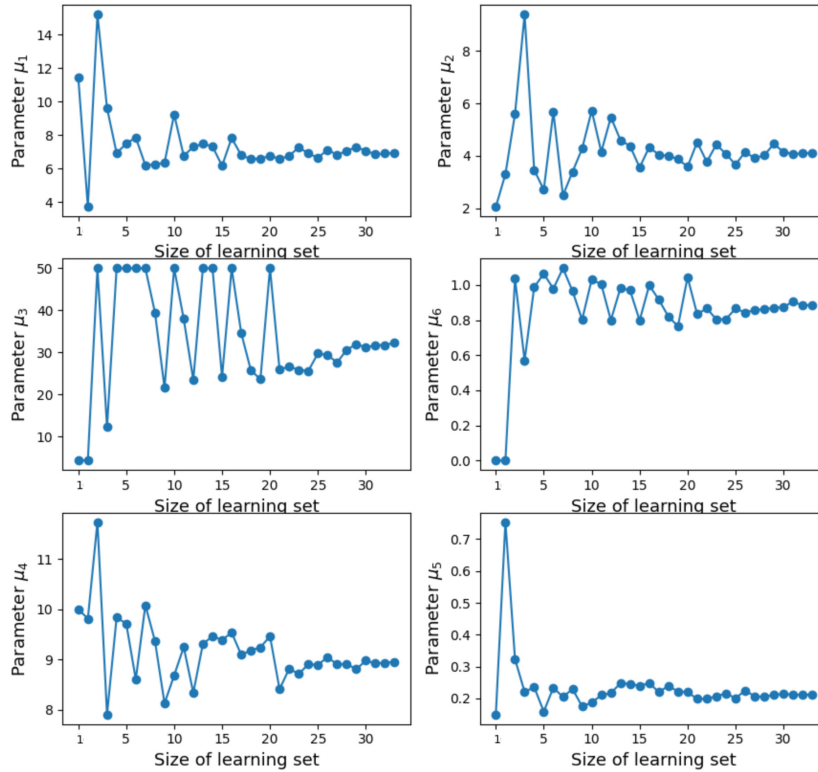 Parameter μ₁
14
12
10
8
6
4
1 5 10 15 20 25 30
Size of learning set
Parameter μ₂
8
6
4
2
1 5 10 15 20 25 30
Size of learning set
Parameter μ₃
50
40
30
20
10
1 5 10 15 20 25 30
Size of learning set
Parameter μ₆
1.0
0.8
0.6
0.4
0.2
0.0
1 5 10 15 20 25 30
Size of learning set
Parameter μ₄
11
10
9
8
1 5 10 15 20 25 30
Size of learning set
Parameter μ₅
0.7
0.6
0.5
0.4
0.3
0.2
1 5 10 15 20 25 30
Size of learning set